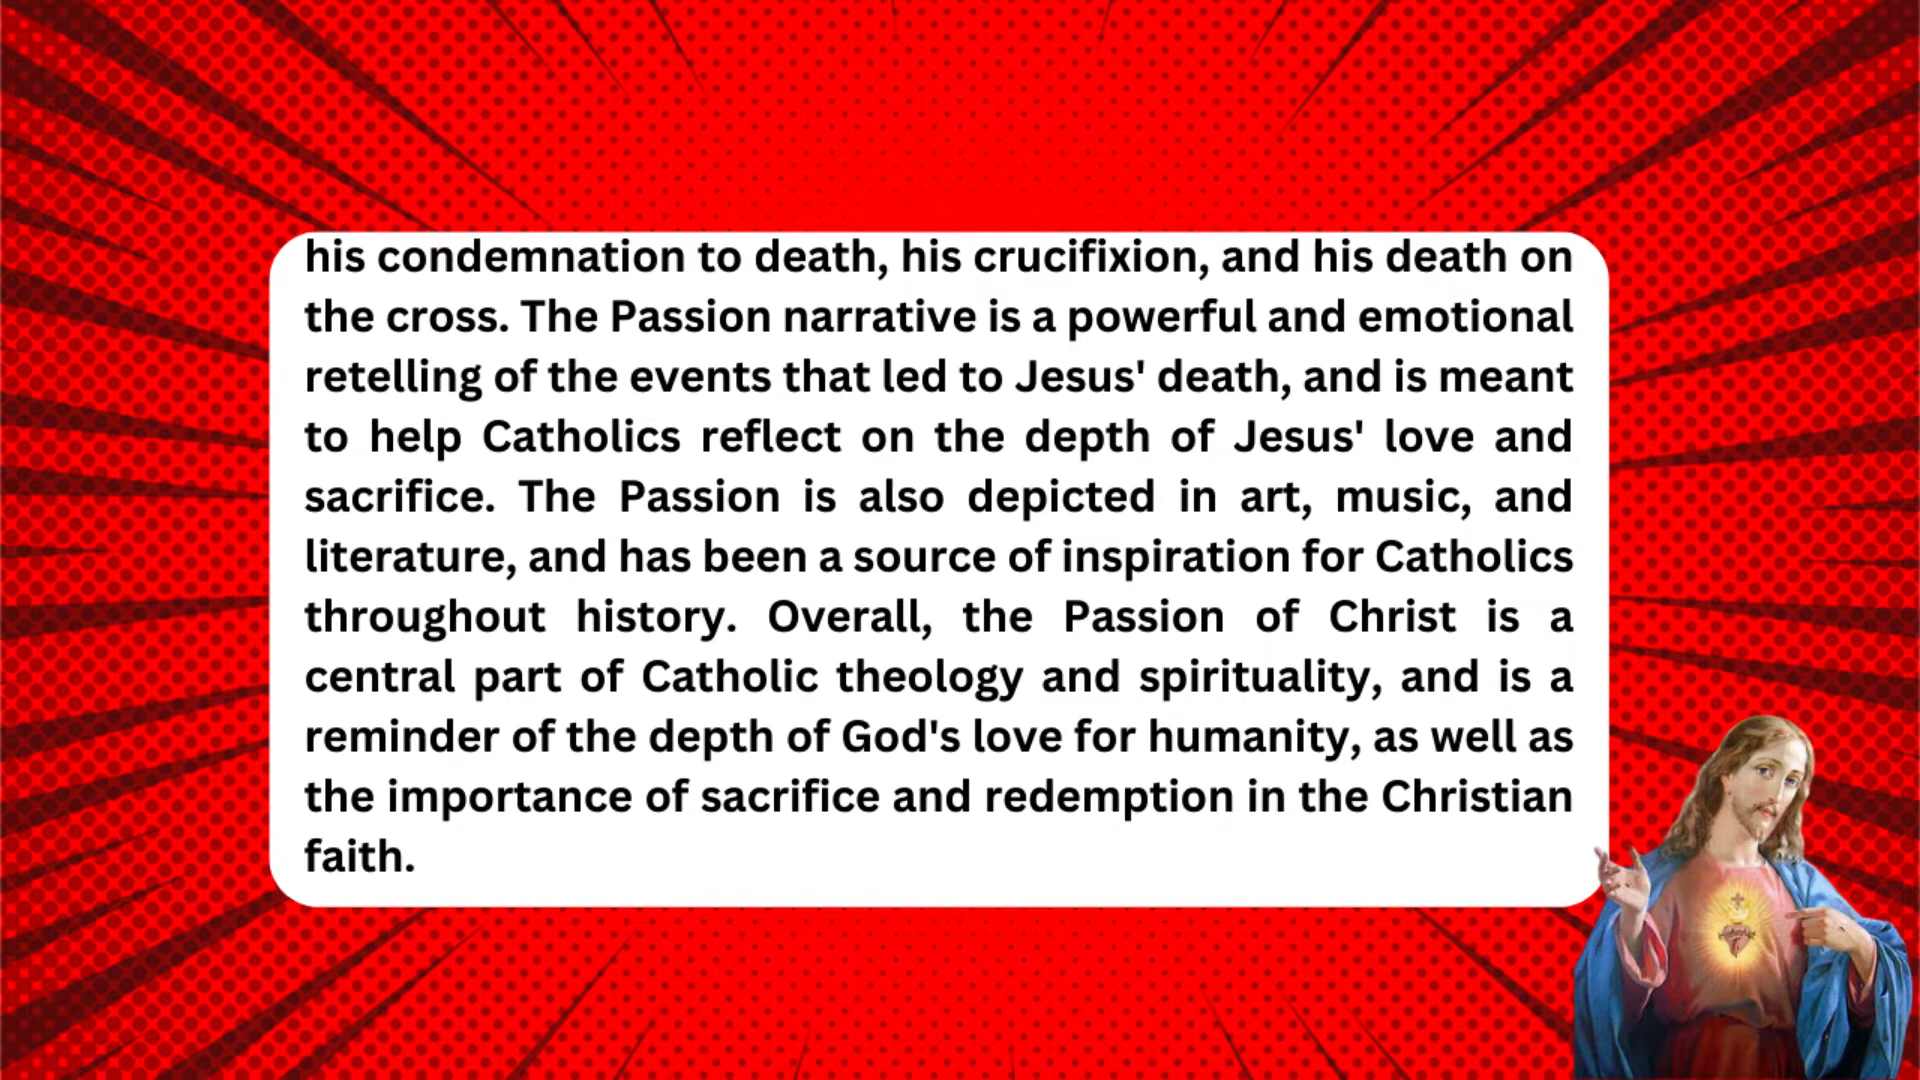 his condemnation to death, his crucifixion, and his death on
the cross. The Passion narrative is a powerful and emotional
retelling of the events that led to Jesus' death, and is meant
to help Catholics reflect on the depth of Jesus' love and
sacrifice. The Passion is also depicted in art, music, and
literature, and has been a source of inspiration for Catholics
throughout history. Overall, the Passion of Christ is a
central part of Catholic theology and spirituality, and is a
reminder of the depth of God's love for humanity, as well as
the importance of sacrifice and redemption in the Christian
faith.